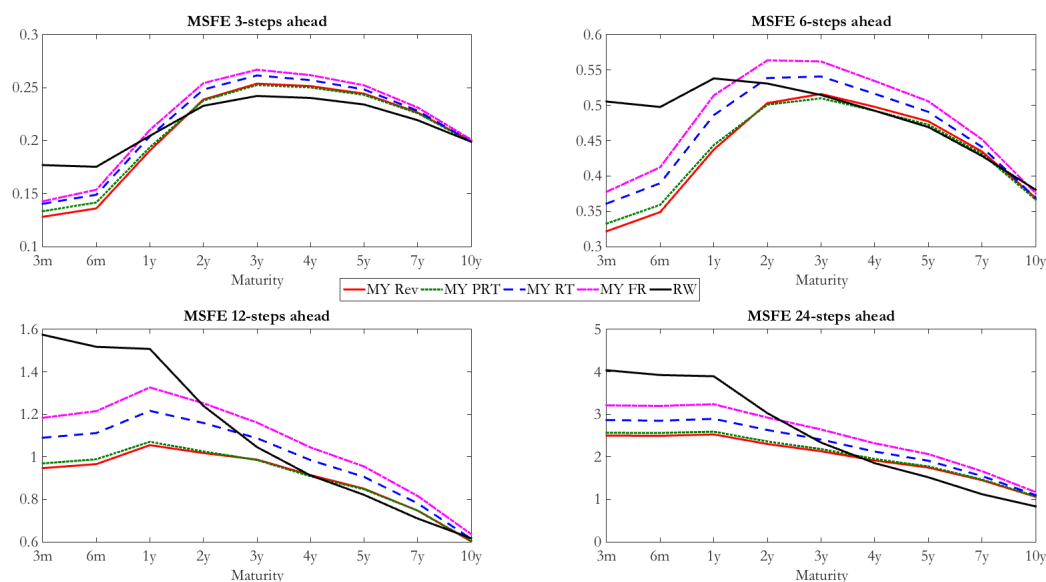 MSFE 3-steps ahead
0.3
0.25
0.2
0.15
0.1
3m 6m 1y 2y 3y 4y 5y 7y 10y
Maturity
MSFE 6-steps ahead
0.6
0.55
0.5
0.45
0.4
0.35
0.3
3m 6m 1y 2y 3y 4y 5y 7y 10y
Maturity
MY Rev MY PRT MY RT MY FR RW
MSFE 12-steps ahead
1.6
1.4
1.2
1
0.8
0.6
3m 6m 1y 2y 3y 4y 5y 7y 10y
Maturity
MSFE 24-steps ahead
5
4
3
2
1
0
3m 6m 1y 2y 3y 4y 5y 7y 10y
Maturity